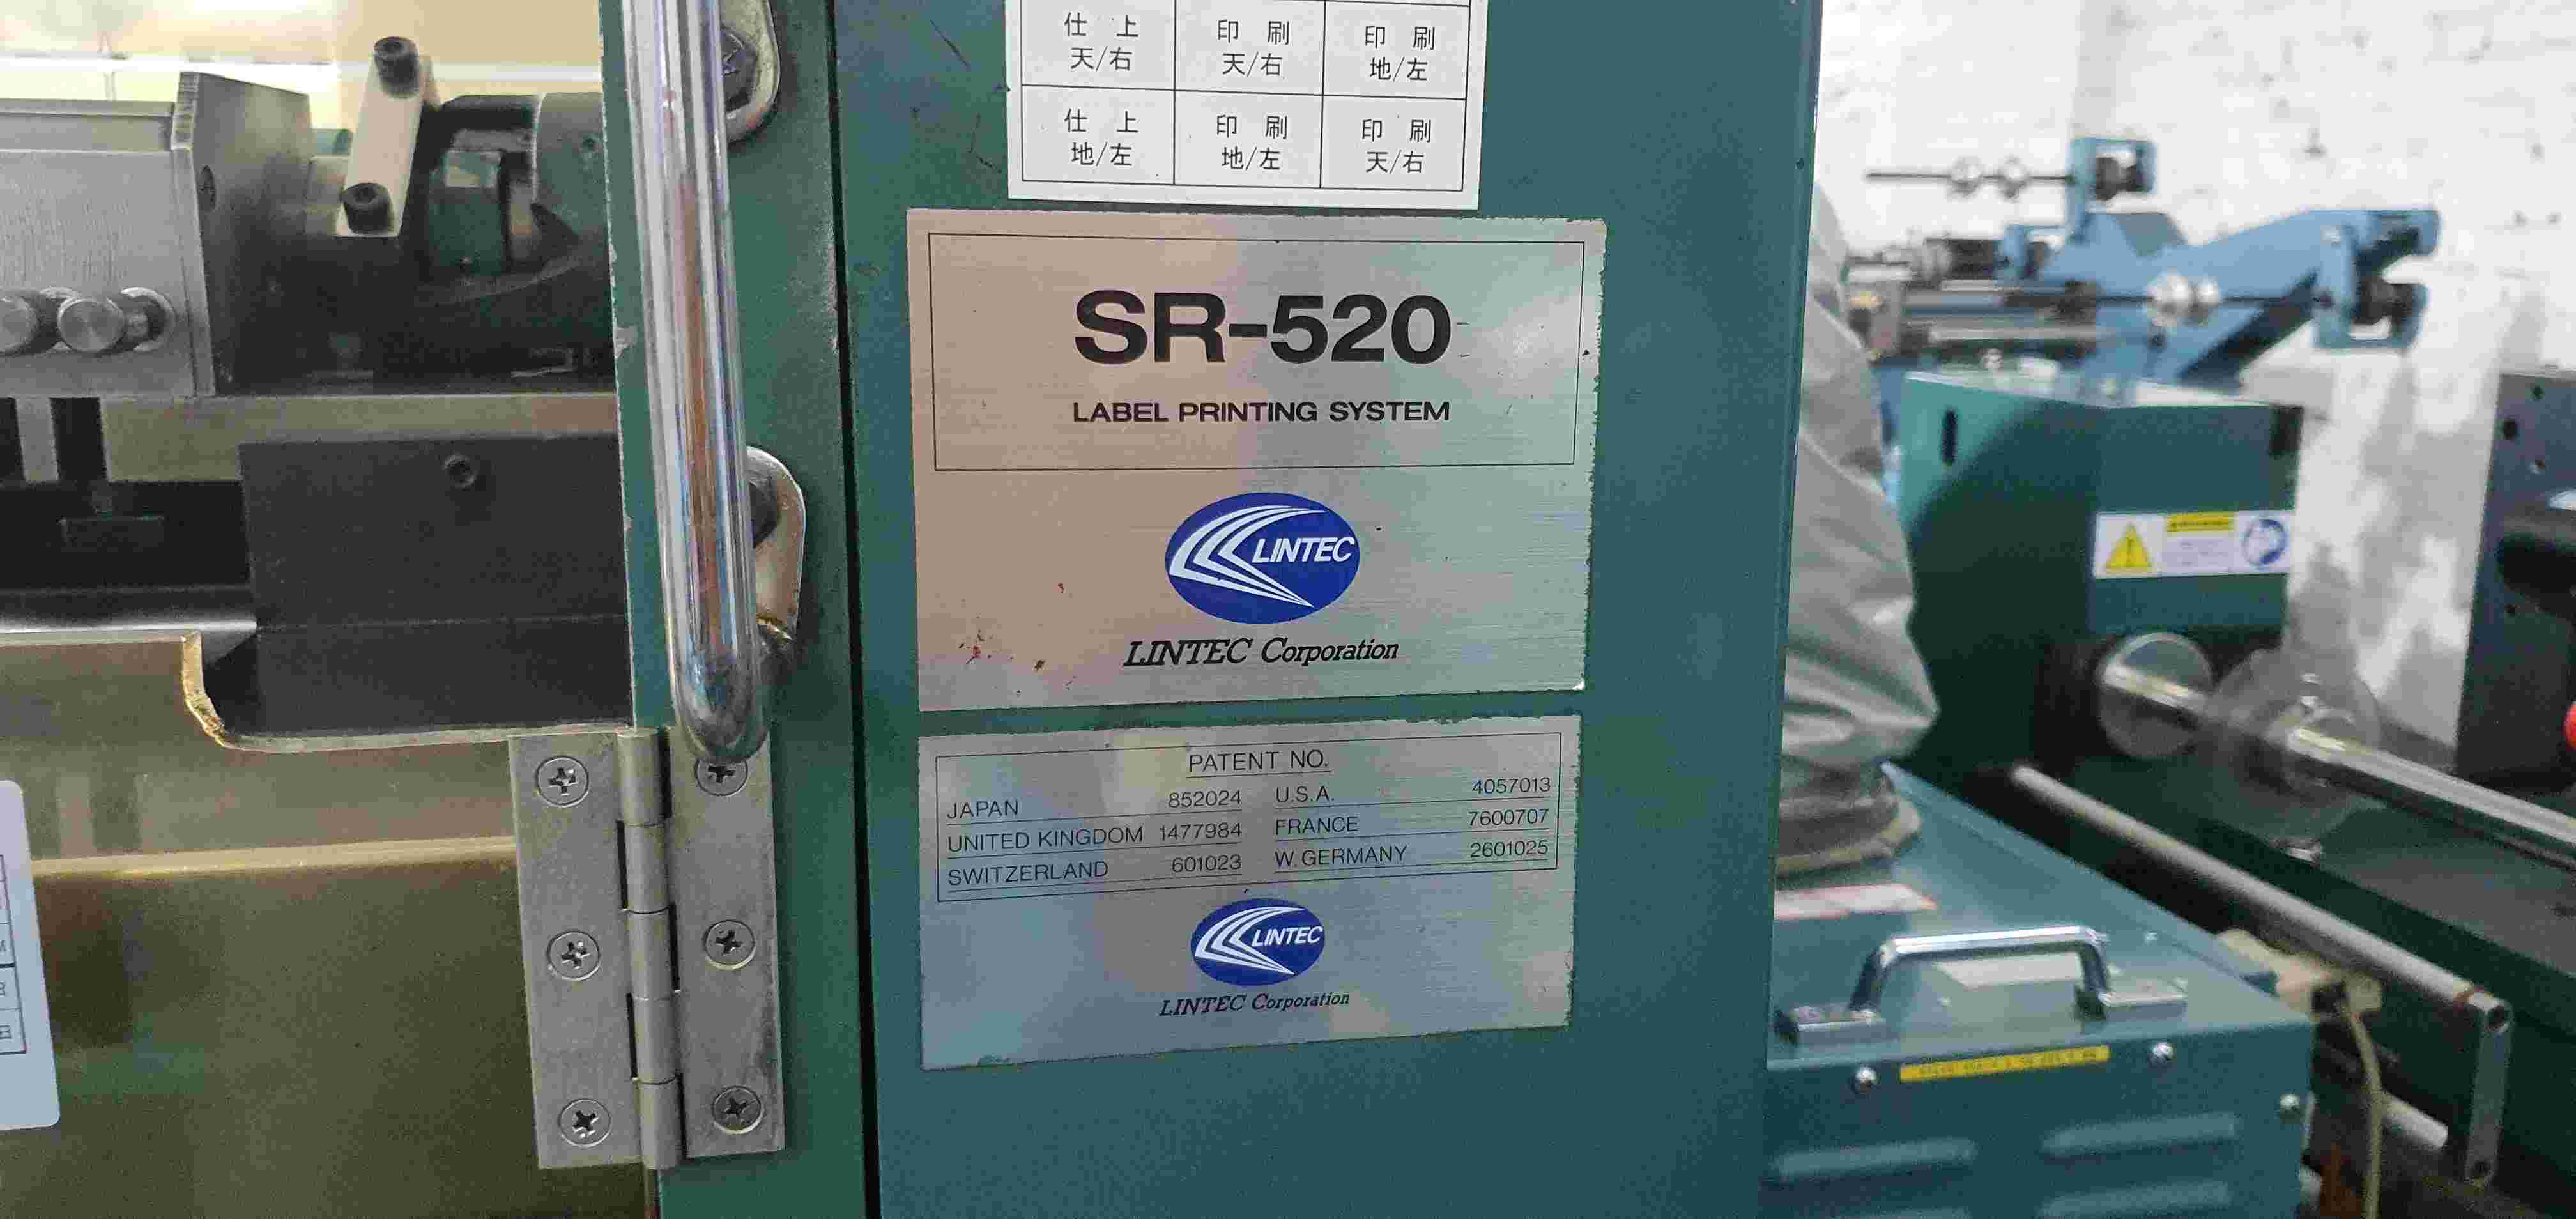 仕 上 印 刷 印 刷
天/右 天/右 地/左
仕 上 印 刷 印 刷
地/左 地/左 天/右
SR-520
LABEL PRINTING SYSTEM
LINTEC
LINTEC Corporation
PATENT NO.
JAPAN 852024 U.S.A. 4057013
UNITED KINGDOM 1477984 FRANCE 7600707
SWITZERLAND 601023 W.GERMANY 2601025
LINTEC
LINTEC Corporation